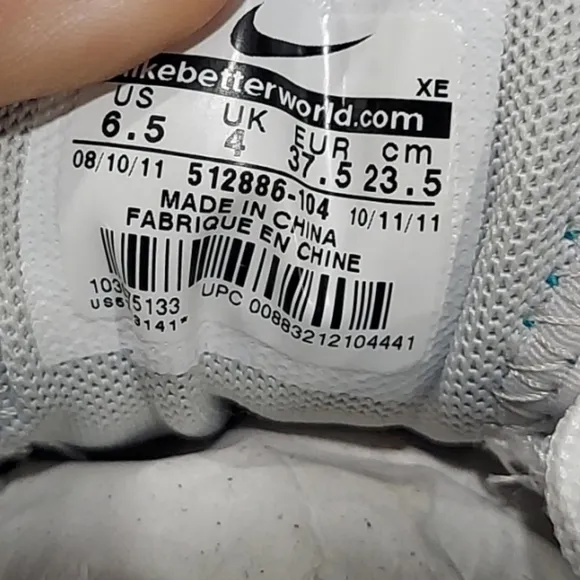 XE
nikebetterworld.com
US UK EUR cm
6.5 4 37.5 23.5
08/10/11 512886-104 10/11/11
MADE IN CHINA
FABRIQUE EN CHINE
UPC 00883212104441